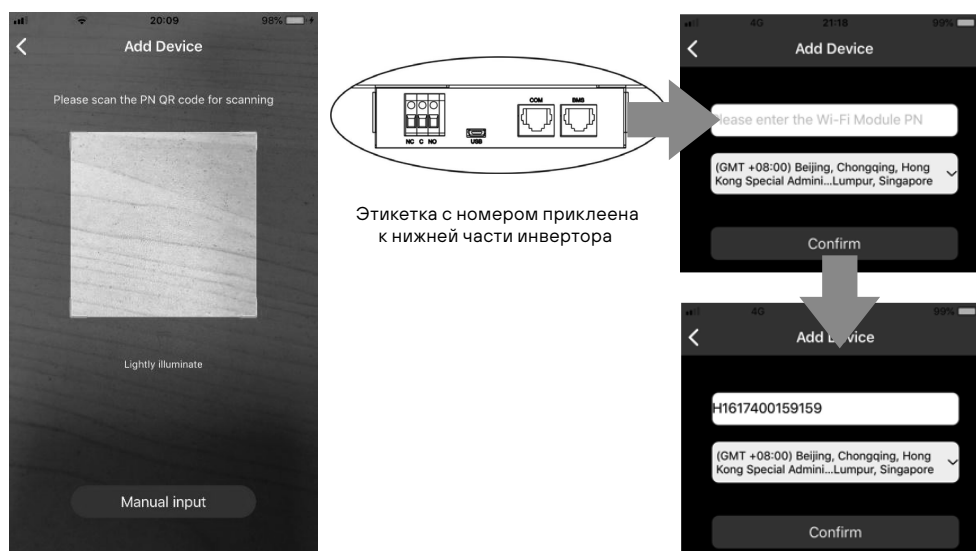 20:09
98%
Add Device
Please scan the PN QR code for scanning
Lightly illuminate
Manual input
NC C NO
USB
COM
BMS
Этикетка с номером приклеена
к нижней части инвертора
4G
21:18
99%
Add Device
Please enter the Wi-Fi Module PN
(GMT +08:00) Beijing, Chongqing, Hong
Kong Special Admini...Lumpur, Singapore
Confirm
4G
99%
Add Device
H1617400159159
(GMT +08:00) Beijing, Chongqing, Hong
Kong Special Admini...Lumpur, Singapore
Confirm